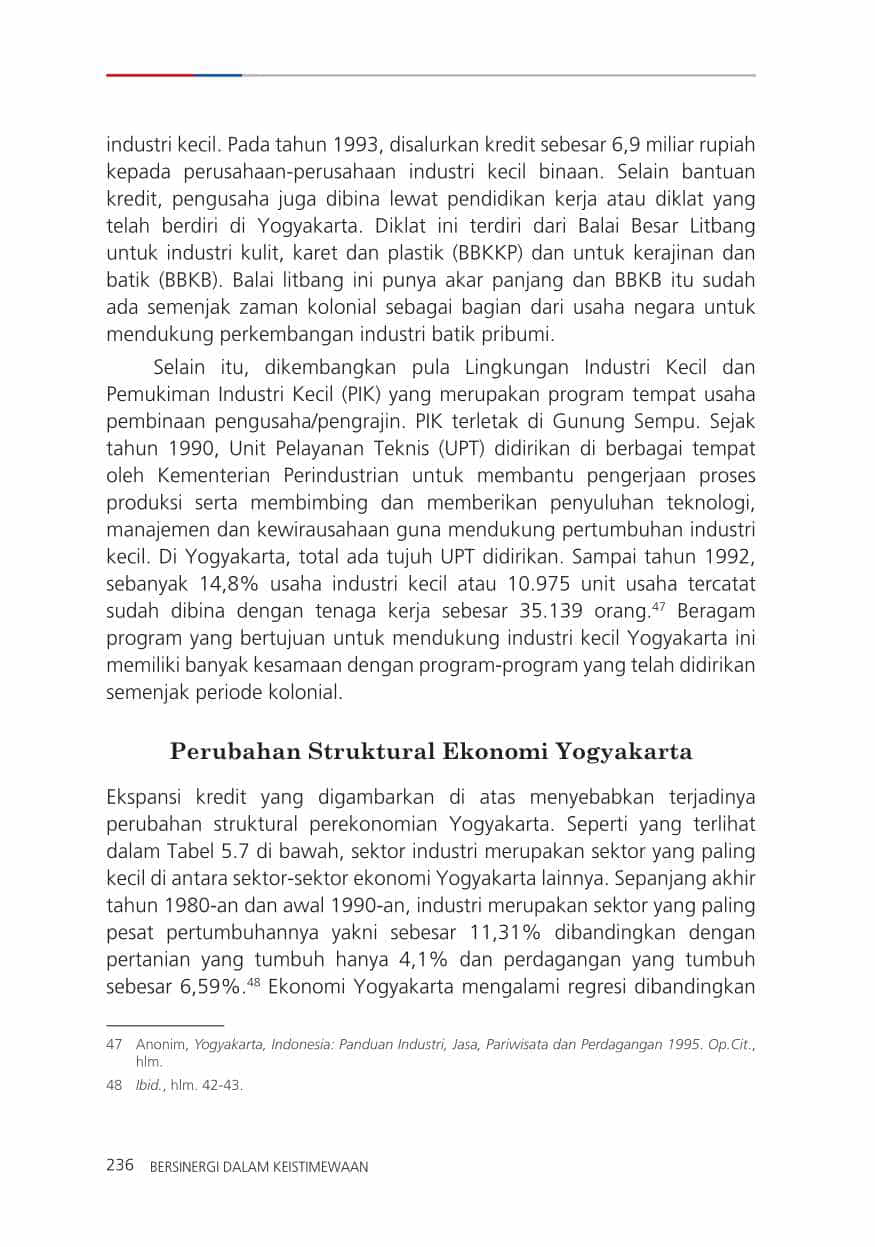 industri kecil. Pada tahun 1993, disalurkan kredit sebesar 6,9 miliar rupiah
kepada perusahaan-perusahaan industri kecil binaan. Selain bantuan
kredit, pengusaha juga dibina lewat pendidikan kerja atau diklat yang
telah berdiri di Yogyakarta. Diklat ini terdiri dari Balai Besar Litbang
untuk industri kulit, karet dan plastik (BBKKP) dan untuk kerajinan dan
batik (BBKB). Balai litbang ini punya akar panjang dan BBKB itu sudah
ada semenjak zaman kolonial sebagai bagian dari usaha negara untuk
mendukung perkembangan industri batik pribumi.
Selain itu, dikembangkan pula Lingkungan Industri Kecil dan
Pemukiman Industri Kecil (PIK) yang merupakan program tempat usaha
pembinaan pengusaha/pengrajin. PIK terletak di Gunung Sempu. Sejak
tahun 1990, Unit Pelayanan Teknis (UPT) didirikan di berbagai tempat
oleh Kementerian Perindustrian untuk membantu pengerjaan proses
produksi serta membimbing dan memberikan penyuluhan teknologi,
manajemen dan kewirausahaan guna mendukung pertumbuhan industri
kecil. Di Yogyakarta, total ada tujuh UPT didirikan. Sampai tahun 1992,
sebanyak 14,8% usaha industri kecil atau 10.975 unit usaha tercatat
sudah dibina dengan tenaga kerja sebesar 35.139 orang.47 Beragam
program yang bertujuan untuk mendukung industri kecil Yogyakarta ini
memiliki banyak kesamaan dengan program-program yang telah didirikan
semenjak periode kolonial.
Perubahan Struktural Ekonomi Yogyakarta
Ekspansi kredit yang digambarkan di atas menyebabkan terjadinya
perubahan struktural perekonomian Yogyakarta. Seperti yang terlihat
dalam Tabel 5.7 di bawah, sektor industri merupakan sektor yang paling
kecil di antara sektor-sektor ekonomi Yogyakarta lainnya. Sepanjang akhir
tahun 1980-an dan awal 1990-an, industri merupakan sektor yang paling
pesat pertumbuhannya yakni sebesar 11,31% dibandingkan dengan
pertanian yang tumbuh hanya 4,1% dan perdagangan yang tumbuh
sebesar 6,59%.48 Ekonomi Yogyakarta mengalami regresi dibandingkan
47 Anonim, Yogyakarta, Indonesia: Panduan Industri, Jasa, Pariwisata dan Perdagangan 1995. Op.Cit.,
hlm.
48 Ibid., hlm. 42-43.
236 BERSINERGI DALAM KEISTIMEWAAN